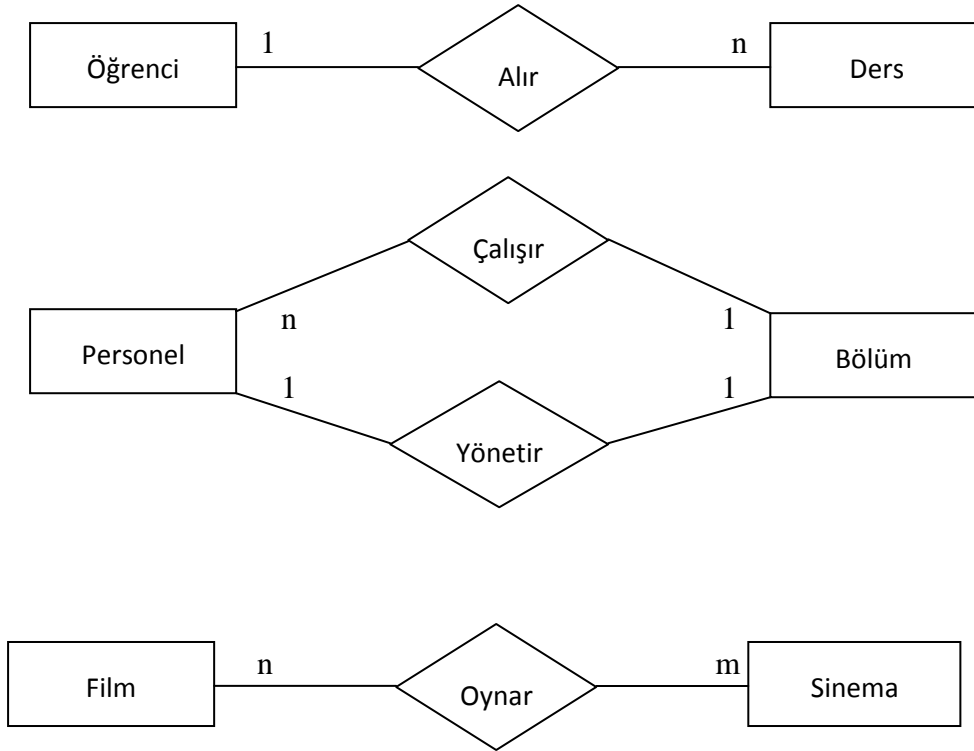 Öğrenci 1 Alır n Ders
Çalışır
n 1
Personel Bölüm
1 1
Yönetir
Film n Oynar m Sinema